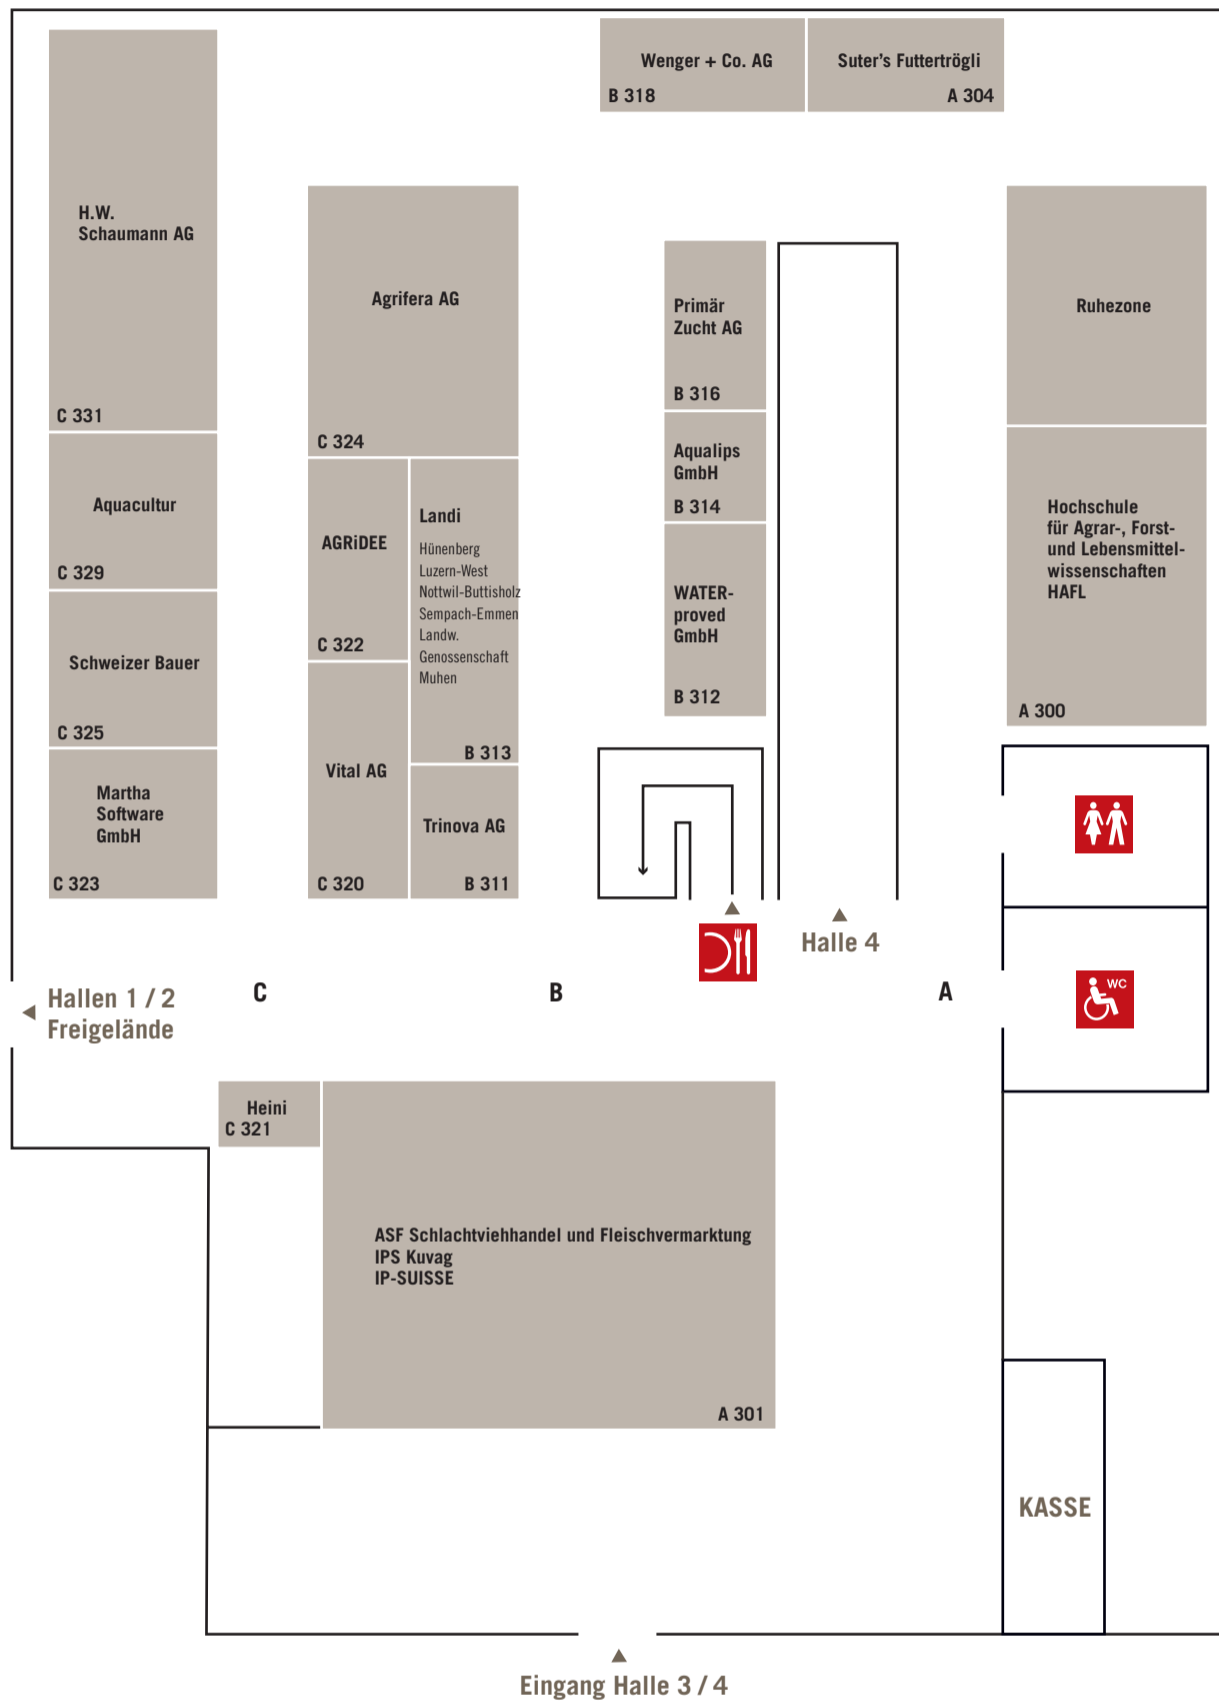 Wenger + Co. AG
B 318
Suter's Futtertrögli
A 304
H.W.
Schaumann AG
C 331
Agrifera AG
C 324
Primär
Zucht AG
B 316
Ruhezone
Aquacultur
C 329
AGRiDEE
C 322
Landi
Hünenberg
Luzern-West
Nottwil-Buttisholz
Sempach-Emmen
Landw.
Genossenschaft
Muhen
B 313
Aqualips
GmbH
B 314
WATER-
proved
GmbH
B 312
Hochschule
für Agrar-, Forst-
und Lebensmittel-
wissenschaften
HAFL
A 300
Schweizer Bauer
C 325
Martha
Software
GmbH
C 323
Vital AG
C 320
Trinova AG
B 311
Halle 4
Hallen 1 / 2
Freigelände
C
B
A
WC
Heini
C 321
ASF Schlachtviehhandel und Fleischvermarktung
IPS Kuvag
IP-SUISSE
A 301
KASSE
Eingang Halle 3 / 4